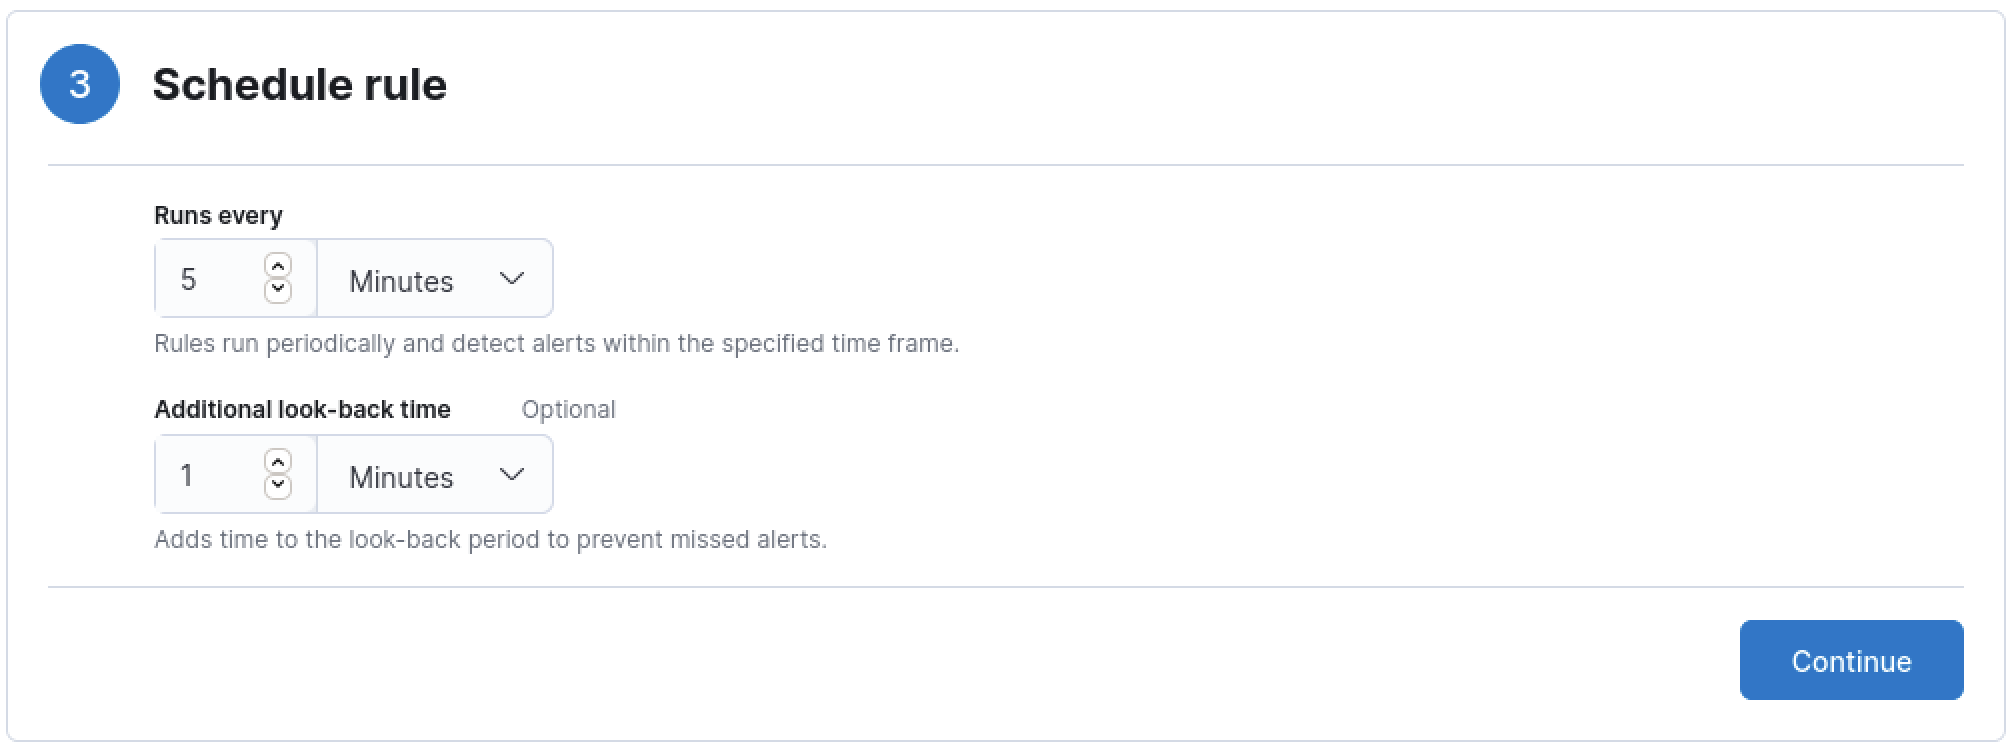 3 Schedule rule
Runs every
5 Minutes
Rules run periodically and detect alerts within the specified time frame.
Additional look-back time Optional
1 Minutes
Adds time to the look-back period to prevent missed alerts.
Continue